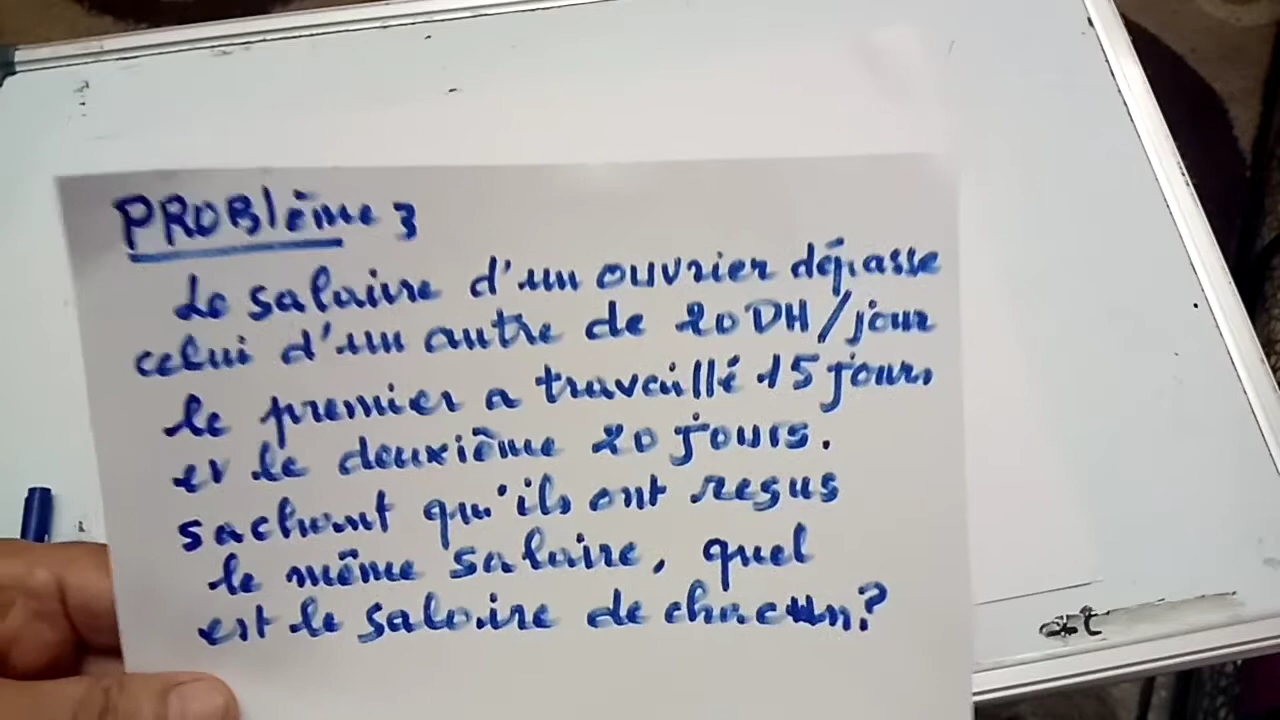 PROBlème 3
Le salaire d'un ouvrier dépasse
celui d'un autre de 20DH/jour
le premier a travaillé 15 jours
et le deuxième 20 jours.
sachant qu'ils ont reçus
le même salaire, quel
est le salaire de chacun?